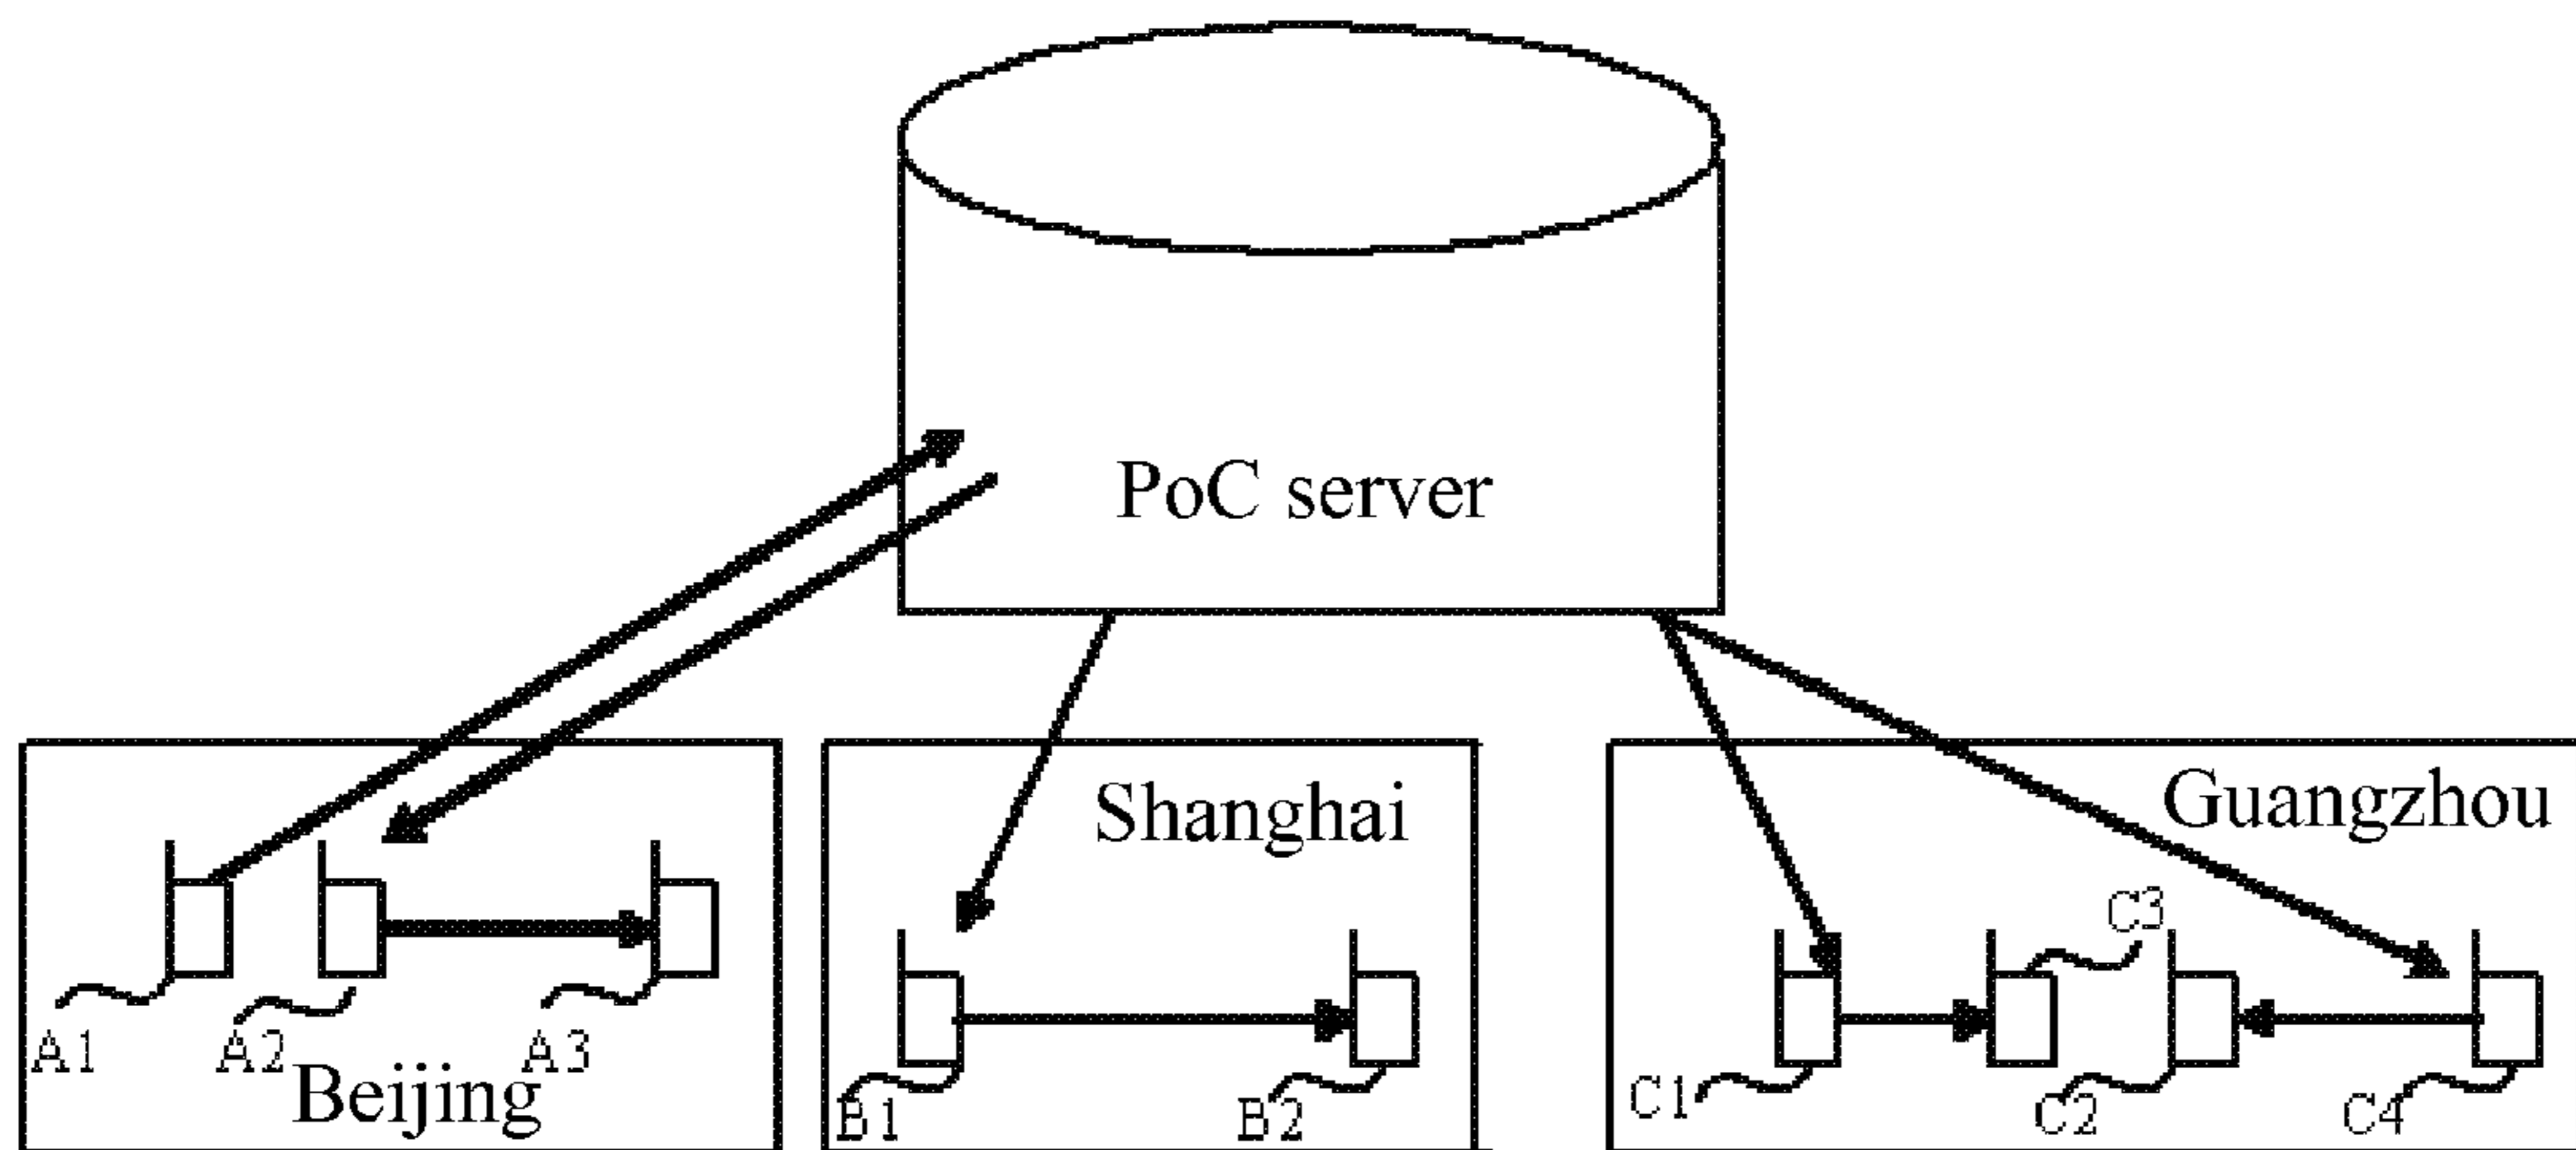 PoC server
Shanghai
Guangzhou
C3
A1
A2
A3
Beijing
B1
B2
C1
C2
C4